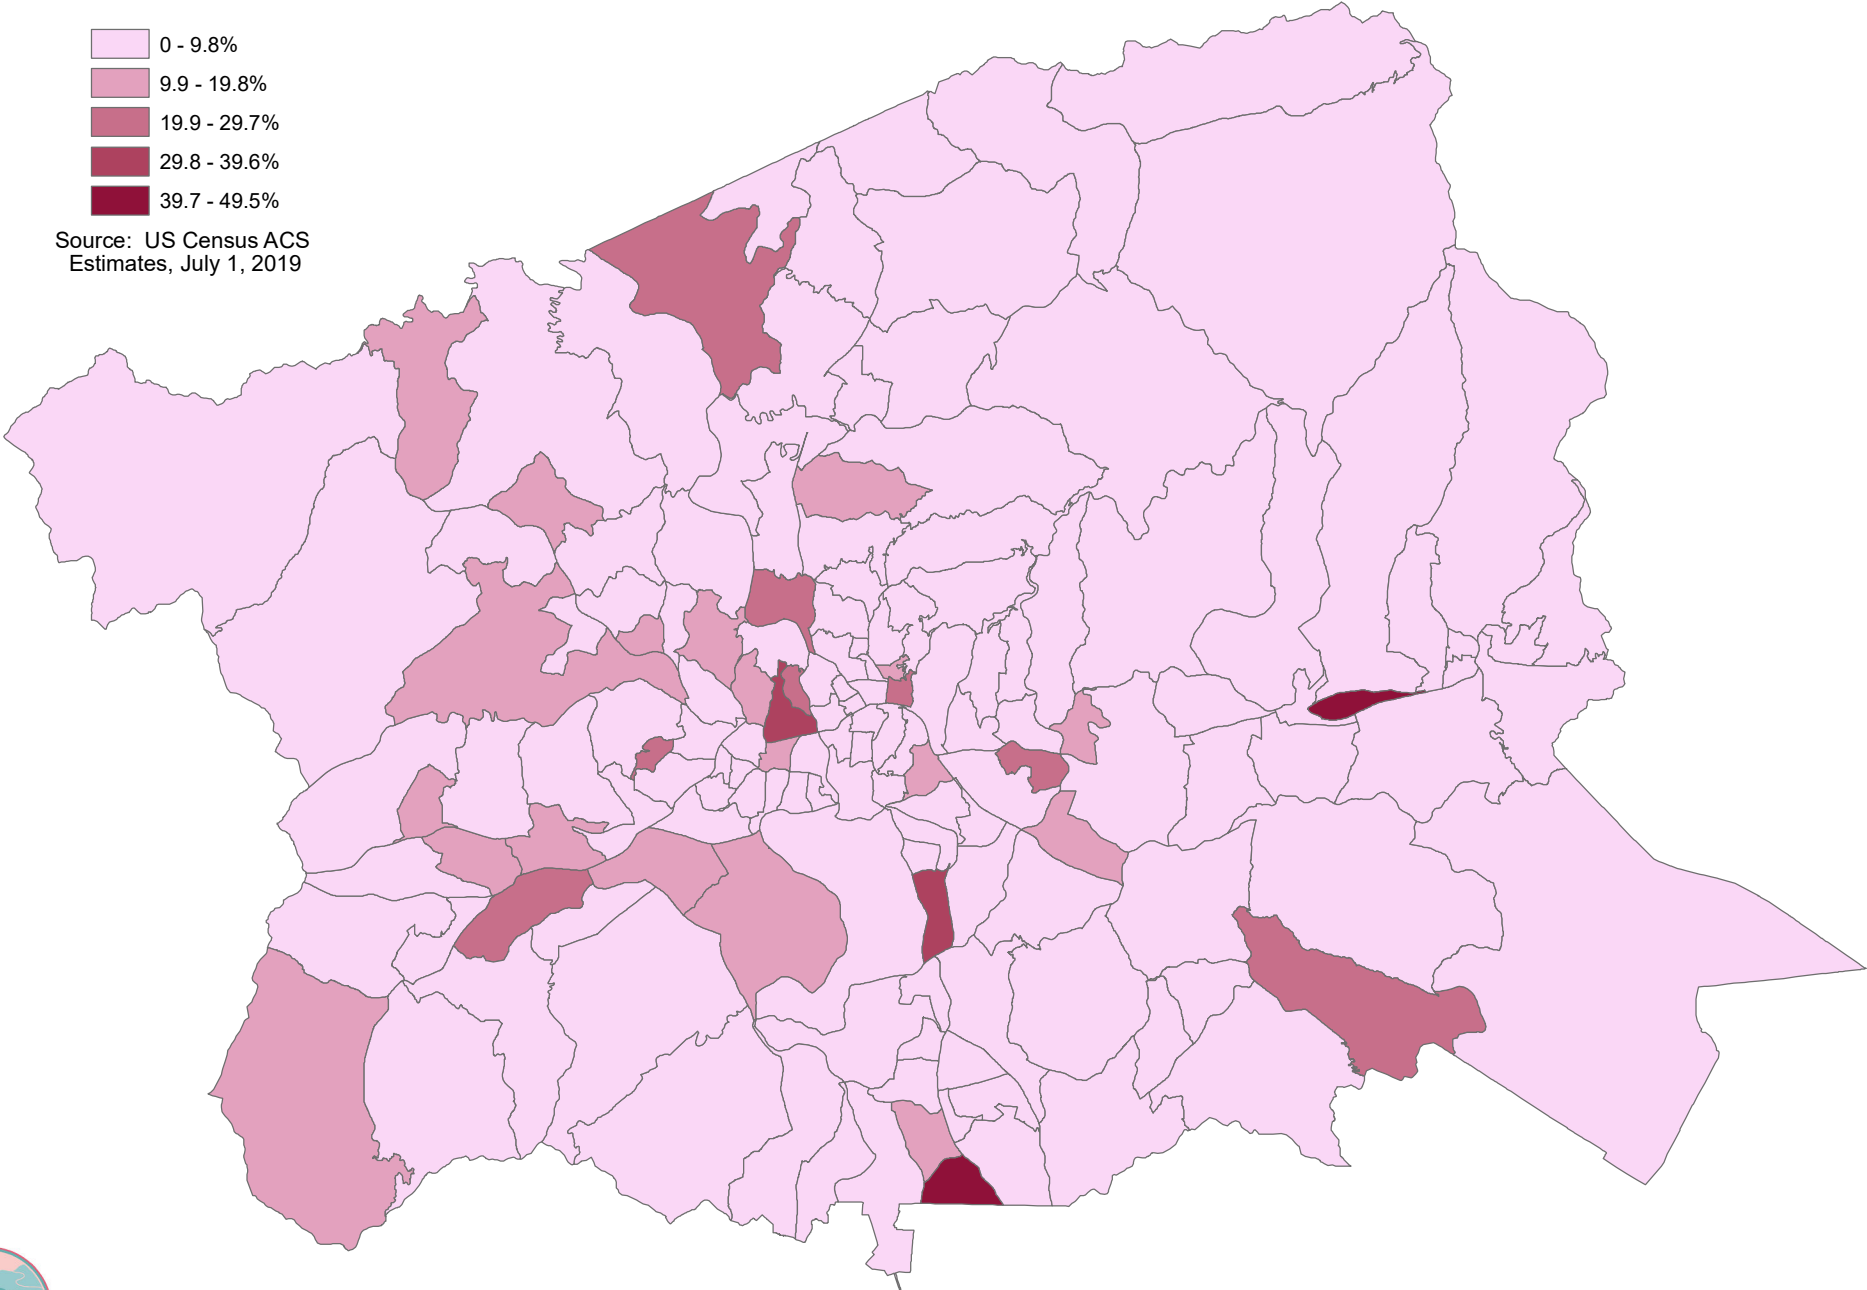 0 - 9.8%
9.9 - 19.8%
19.9 - 29.7%
29.8 - 39.6%
39.7 - 49.5%
Source: US Census ACS
Estimates, July 1, 2019